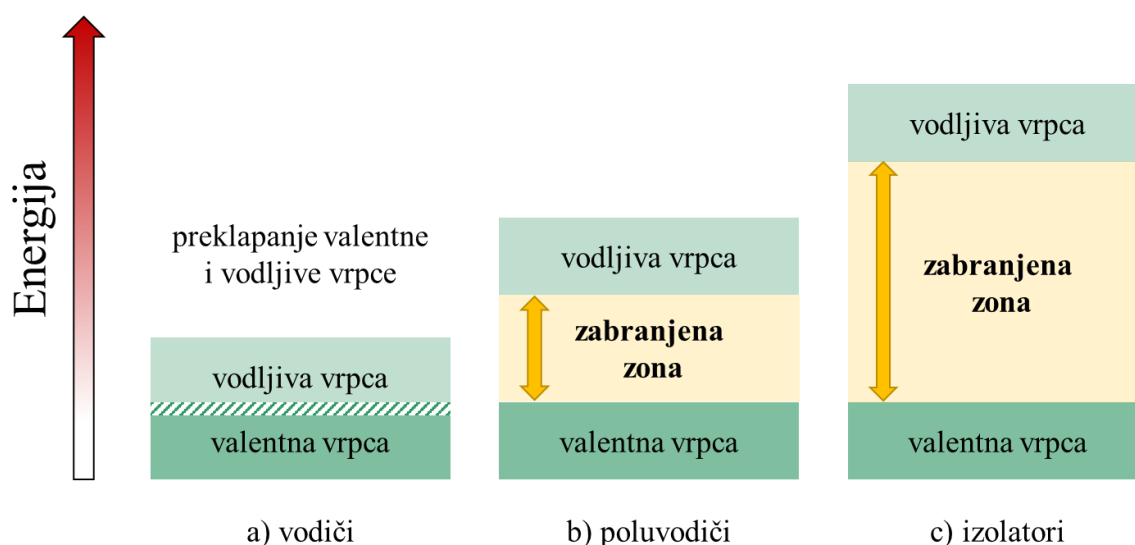 Energija
preklapanje valentne
i vodljive vrpce
vodljiva vrpca
valentna vrpca
a) vodiči
vodljiva vrpca
zabranjena
zona
valentna vrpca
b) poluvodiči
vodljiva vrpca
zabranjena
zona
valentna vrpca
c) izolatori